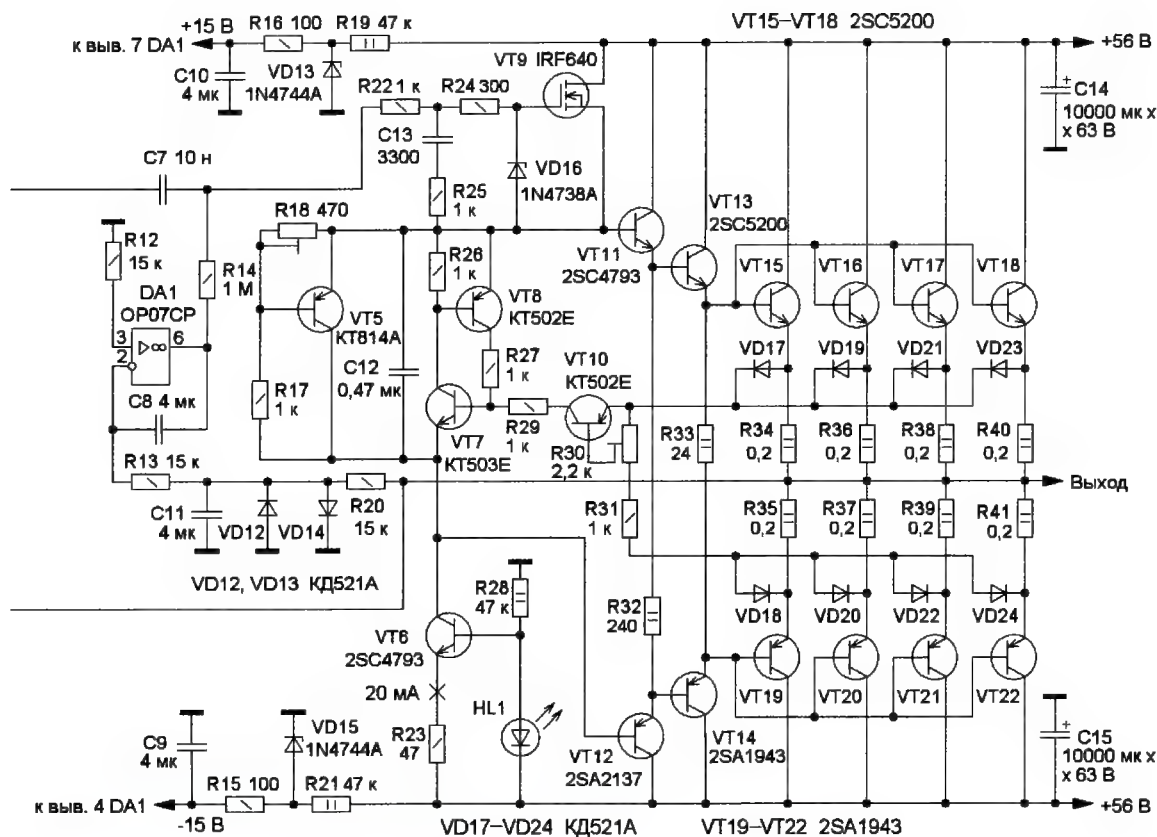 +15 В
R16 100
R19 47 к
к выв. 7 DA1
+56 В
VT15–VT18 2SC5200
VT9 IRF640
C10
4 мк
VD13
1N4744A
R22 1 к
R24 300
C14
10000 мк х
х 63 В
C13
3300
C7 10 н
VD16
1N4738A
R25
1 к
R18 470
VT13
2SC5200
R12
15 к
R14
1 М
R26
1 к
VT11
2SC4793
VT15
VT16
VT17
VT18
DA1
OP07CP
3
2
6
▷∞
VT5
КТ814А
VT8
КТ502Е
C12
0,47 мк
R27
1 к
VT10
КТ502Е
VD17
VD19
VD21
VD23
R17
1 к
C8 4 мк
VT7
КТ503Е
R29
1 к
R30
2,2 к
R33
24
R34
0,2
R36
0,2
R38
0,2
R40
0,2
R13 15 к
Выход
C11
4 мк
VD12
VD14
R20
15 к
R31
1 к
R35
0,2
R37
0,2
R39
0,2
R41
0,2
VD12, VD13 КД521А
R28
47 к
R32
240
VD18
VD20
VD22
VD24
VT6
2SC4793
VT19
VT20
VT21
VT22
20 мА
HL1
C9
4 мк
VD15
1N4744A
R23
47
VT12
2SA2137
VT14
2SA1943
C15
10000 мк х
х 63 В
R15 100
R21 47 к
к выв. 4 DA1
-15 В
+56 В
VD17–VD24 КД521А
VT19–VT22 2SA1943